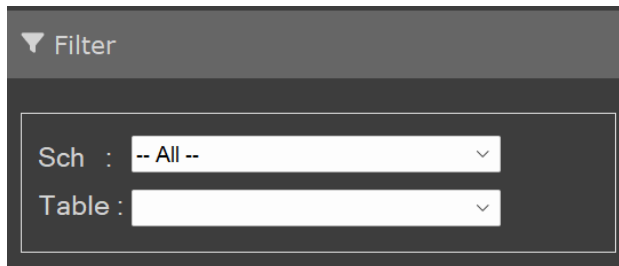 Filter
Sch : -- All --
Table :